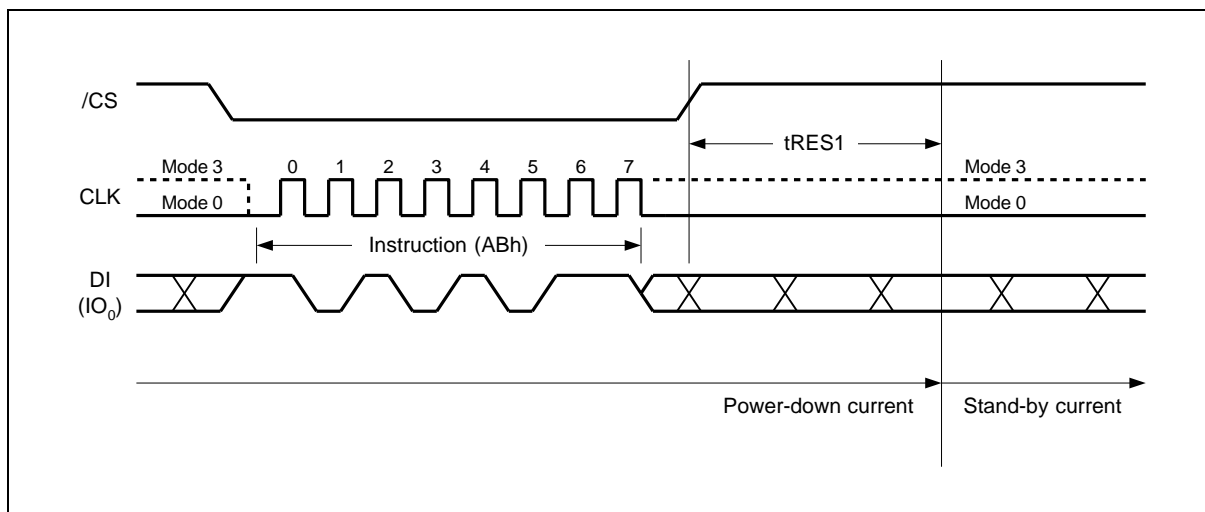 /CS
tRES1
Mode 3 0 1 2 3 4 5 6 7 Mode 3
CLK
Mode 0 Mode 0
Instruction (ABh)
DI
(IO₀)
Power-down current Stand-by current